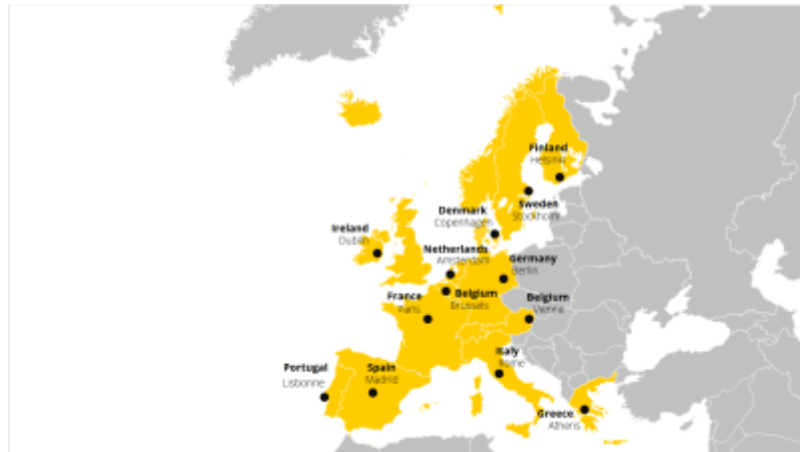 Finland
Helsinki
Sweden
Stockholm
Denmark
Copenhagen
Ireland
Dublin
Netherlands
Amsterdam
Germany
Berlin
France
Paris
Belgium
Brussels
Belgium
Vienne
Italy
Rome
Portugal
Lisbonne
Spain
Madrid
Greece
Athens